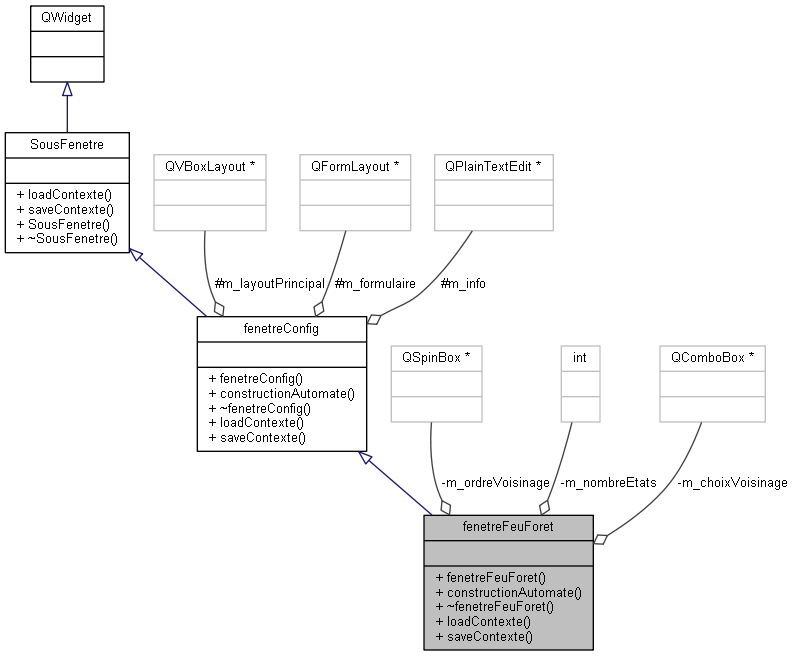 QWidget
SousFenetre
+ loadContexte()
+ saveContexte()
+ SousFenetre()
+ ~SousFenetre()
QVBoxLayout *
QFormLayout *
QPlainTextEdit *
#m_layoutPrincipal
#m_formulaire
#m_info
fenetreConfig
+ fenetreConfig()
+ constructionAutomate()
+ ~fenetreConfig()
+ loadContexte()
+ saveContexte()
QSpinBox *
int
QComboBox *
-m_ordreVoisinage
-m_nombreEtats
-m_choixVoisinage
fenetreFeuForet
+ fenetreFeuForet()
+ constructionAutomate()
+ ~fenetreFeuForet()
+ loadContexte()
+ saveContexte()